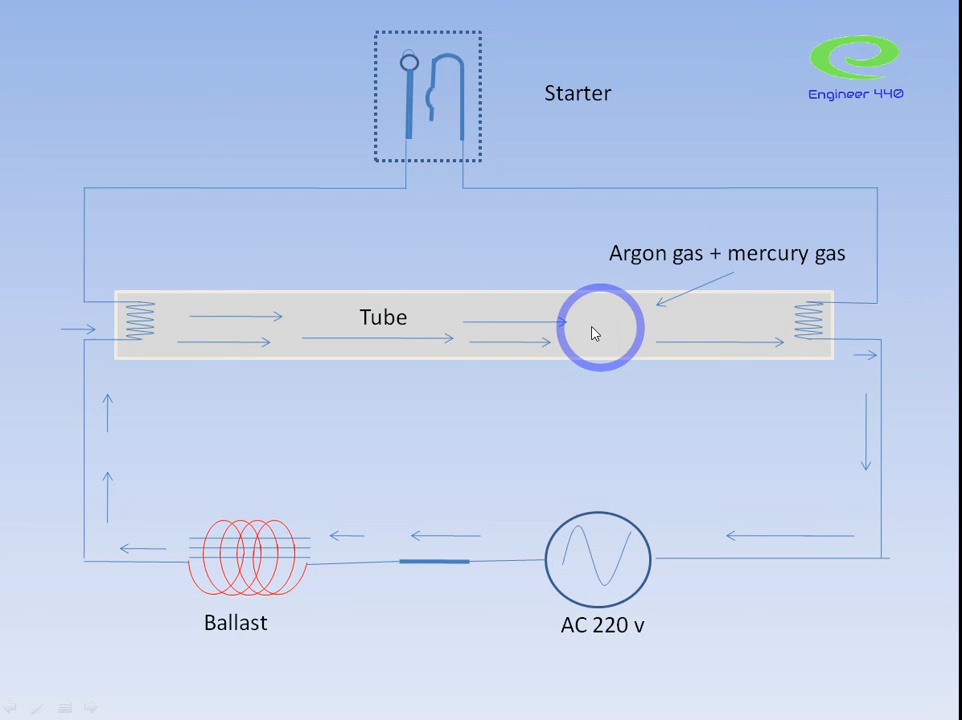 Starter
Engineer 440
Argon gas + mercury gas
Tube
Ballast
AC 220 v